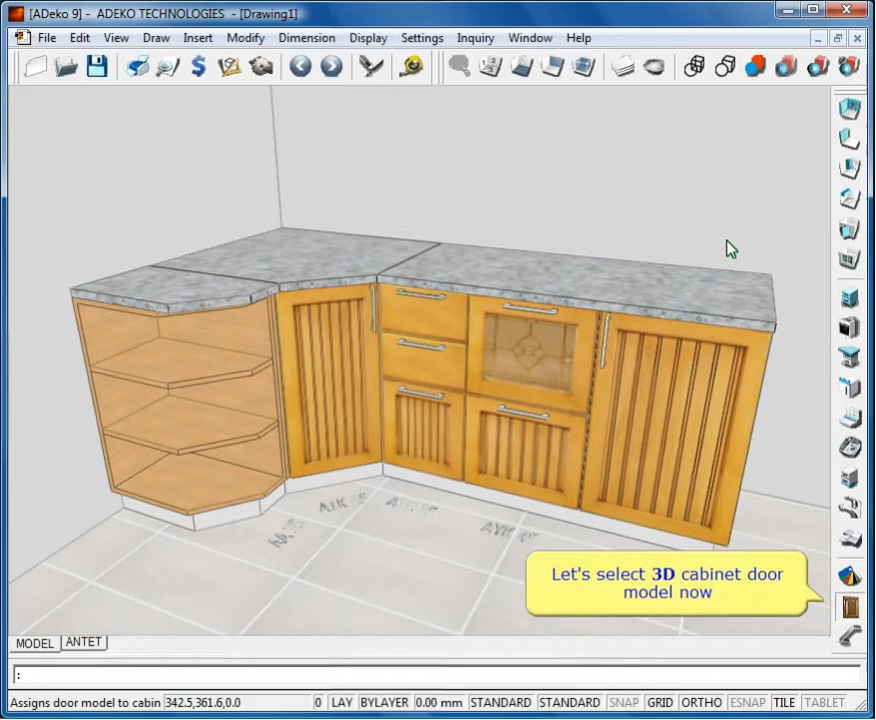 [ADeko 9] - ADEKO TECHNOLOGIES - [Drawing1]
File Edit View Draw Insert Modify Dimension Display Settings Inquiry Window Help
Let's select 3D cabinet door
model now
MODEL ANTET
:
Assigns door model to cabin 342.5,361.6,0.0 0 LAY BYLAYER 0.00 mm STANDARD STANDARD SNAP GRID ORTHO ESNAP TILE TABLET